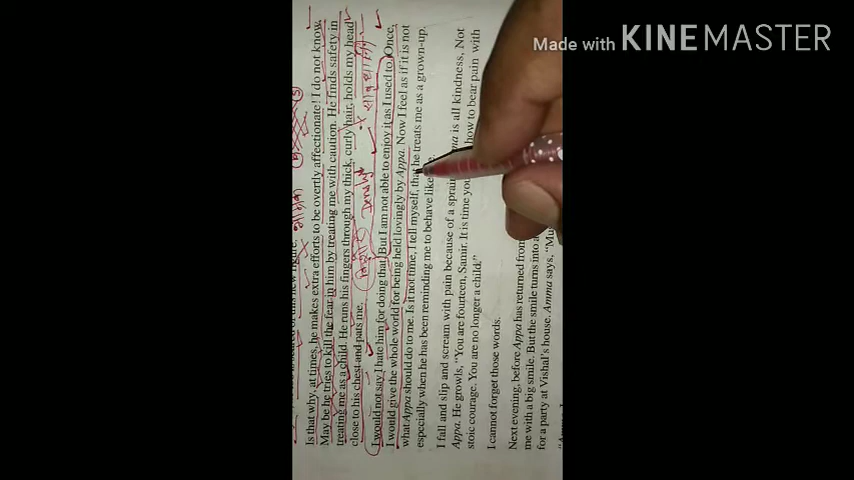 Is that why, at times, he makes extra efforts to be overtly affectionate! I do not know.
May be he tries to kill the fear in him by treating me with caution. He finds safety in
treating me as a child. He runs his fingers through my thick, curly hair, holds my head
close to his chest and pats me.
I would not say I hate him for doing that. But I am not able to enjoy it as I used to. Once,
I would give the whole world for being held lovingly by Appa. Now I feel as if it is not
what Appa should do to me. Is it not time, I tell myself, that he treats me as a grown-up,
especially when he has been reminding me to behave like
I fall and slip and scream with pain because of a sprain is all kindness, Not
Appa. He growls, "You are fourteen, Samir. It is time you how to bear pain with
stoic courage. You are no longer a child."
I cannot forget those words.
Next evening, before Appa has returned from
me with a big smile. But the smile turns into a
for a party at Vishal's house. Amma says,
Made with KINEMASTER